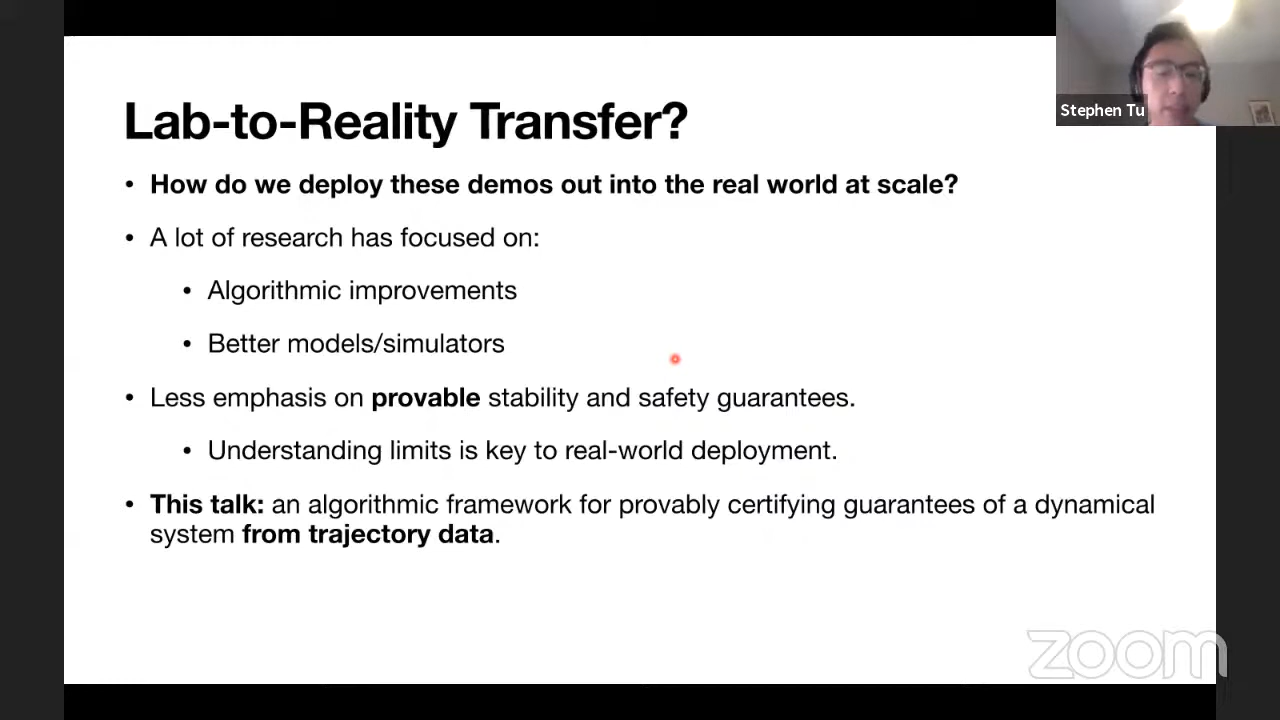 Lab-to-Reality Transfer?
• How do we deploy these demos out into the real world at scale?
• A lot of research has focused on:
• Algorithmic improvements
• Better models/simulators
• Less emphasis on provable stability and safety guarantees.
• Understanding limits is key to real-world deployment.
• This talk: an algorithmic framework for provably certifying guarantees of a dynamical
system from trajectory data.
Stephen Tu
zoom